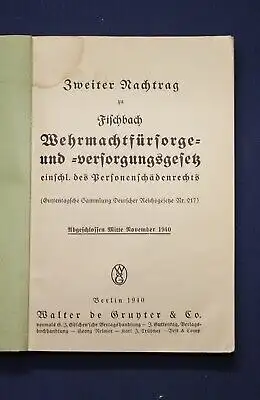 Zweiter Nachtrag
zu
Fischbach
Wehrmachtfürsorge-
und -versorgungsgesetz
einschl. des Personenschädenrechts
(Guttentagsche Sammlung Deutscher Reichsgesetze Nr. 217)
Abgeschlossen Mitte November 1940
Berlin 1940
Walter de Gruyter & Co.
vormals G. J. Göschen'sche Verlagshandlung — J. Guttentag, Verlags-
buchhandlung — Georg Reimer — Karl J. Trübner — Veit & Comp.